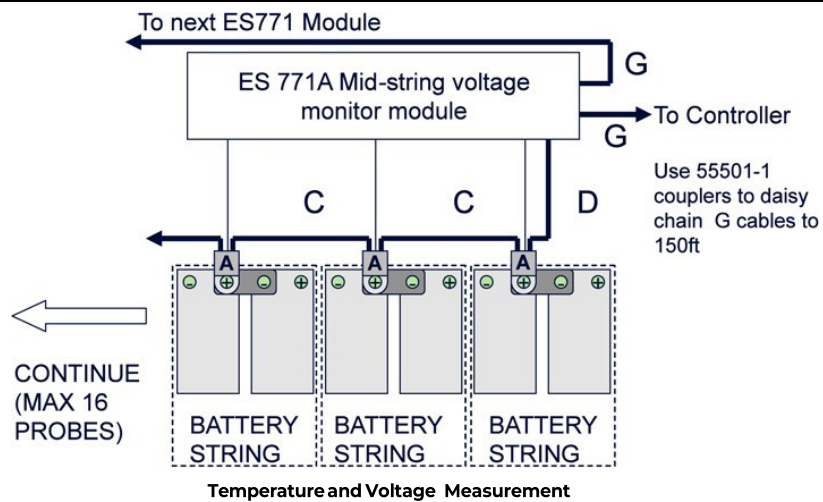 To next ES771 Module
G
ES 771A Mid-string voltage
monitor module
To Controller
G
Use 55501-1
couplers to daisy
chain G cables to
150ft
C
C
D
A
A
A
- + - +
- + - +
- + - +
CONTINUE
(MAX 16
PROBES)
BATTERY
STRING
BATTERY
STRING
BATTERY
STRING
Temperature and Voltage Measurement